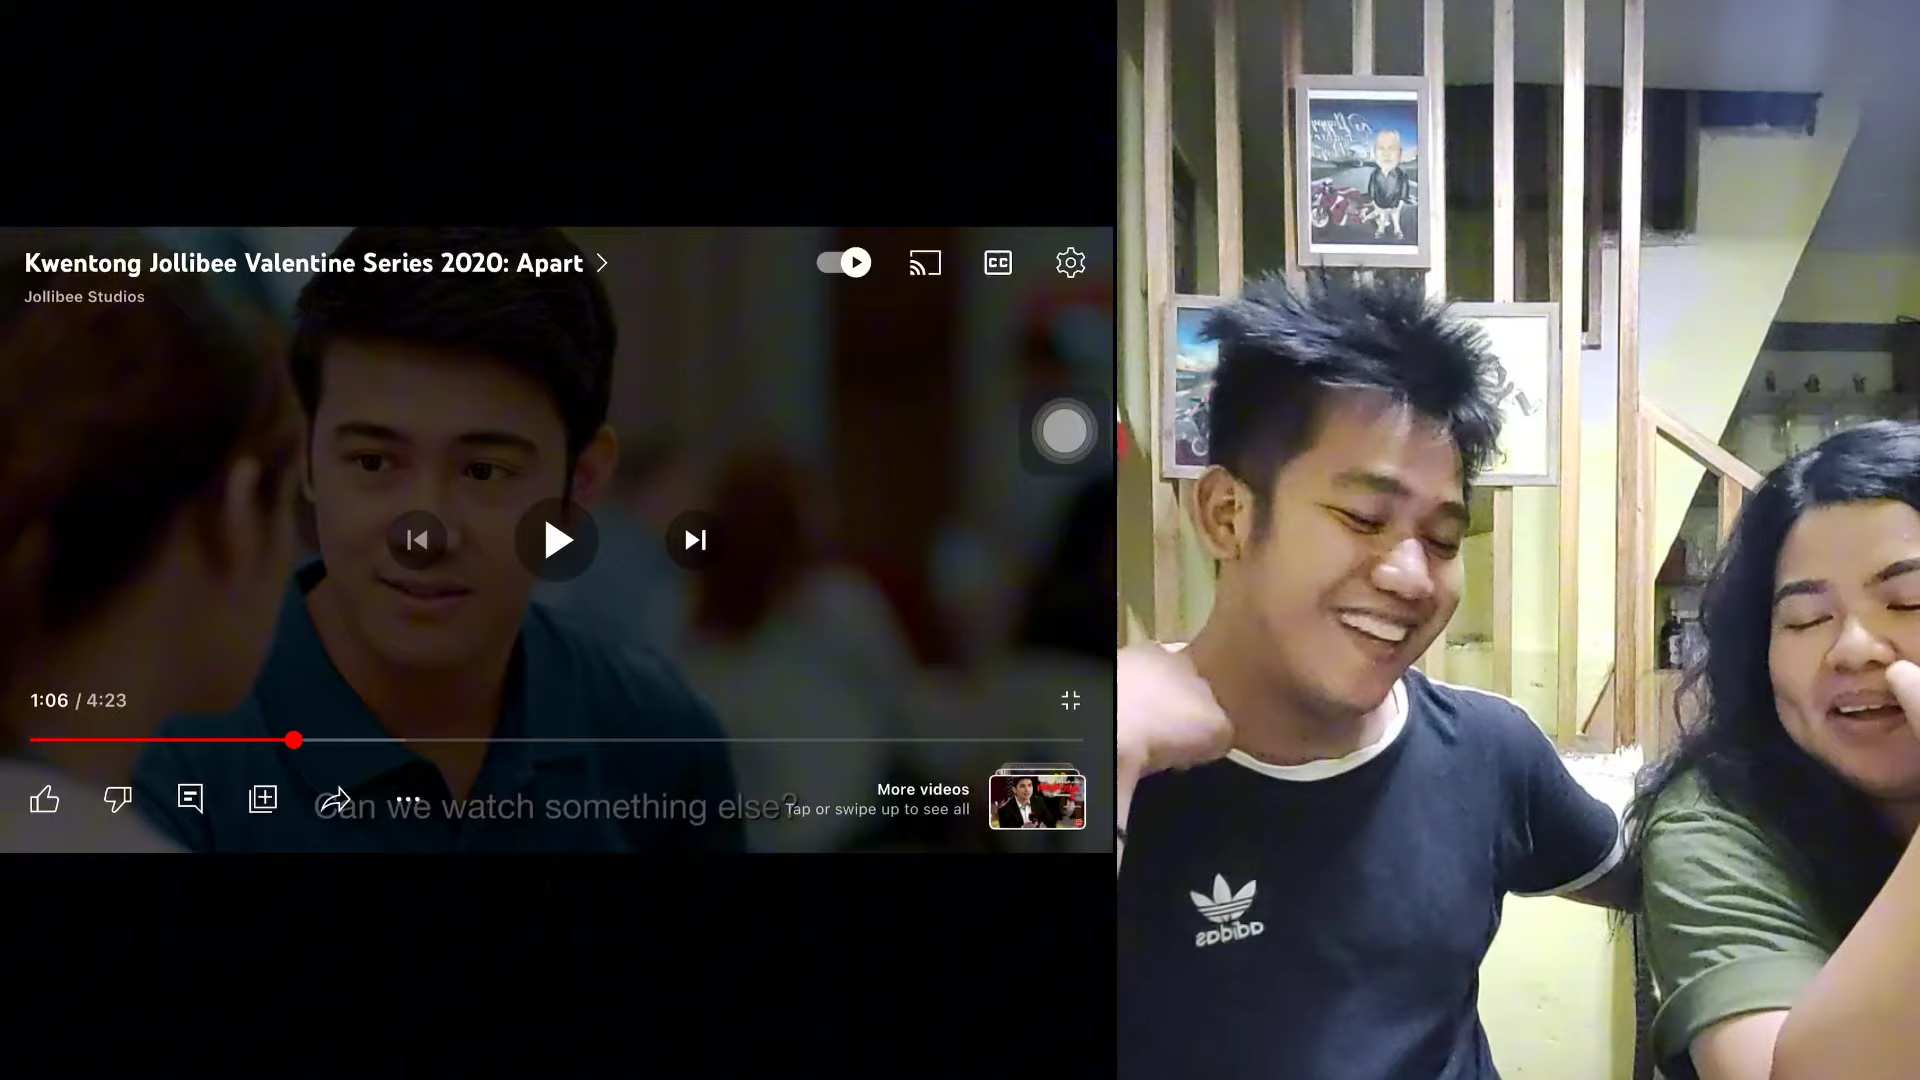 Kwentong Jollibee Valentine Series 2020: Apart
Jollibee Studios
CC
1:06 / 4:23
Can we watch something else?
More videos
Tap or swipe up to see all
adidas